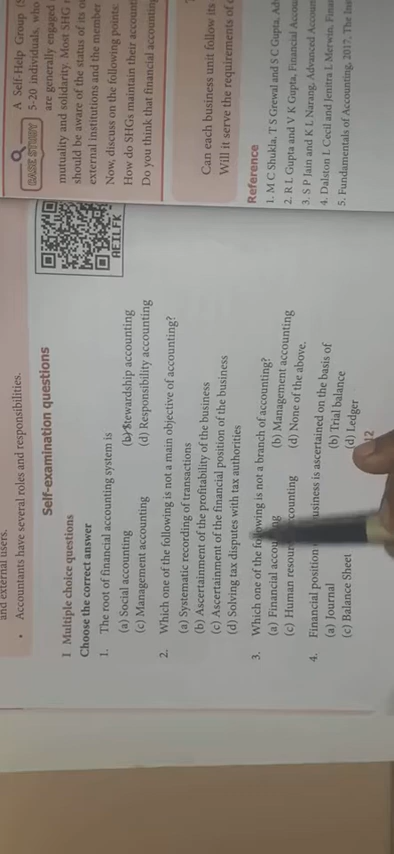 and external users.
• Accountants have several roles and responsibilities.
Self-examination questions
I Multiple choice questions
Choose the correct answer
1. The root of financial accounting system is
(a) Social accounting (b) Stewardship accounting
(c) Management accounting (d) Responsibility accounting
2. Which one of the following is not a main objective of accounting?
(a) Systematic recording of transactions
(b) Ascertainment of the profitability of the business
(c) Ascertainment of the financial position of the business
(d) Solving tax disputes with tax authorities
3. Which one of the following is not a branch of accounting?
(a) Financial accounting (b) Management accounting
(c) Human resource accounting (d) None of the above.
4. Financial position business is ascertained on the basis of
(a) Journal (b) Trial balance
(c) Balance Sheet (d) Ledger
12
AEILFK
CASE STUDY
A Self-Help Group
5-20 individuals, who
are generally engaged
mutuality and solidarity. Most SHG
should be aware of the status of its
external institutions and the member
Now, discuss on the following points:
How do SHGs maintain their account
Do you think that financial accounting
Can each business unit follow its
Will it serve the requirements of
Reference
1. M C Shukla, T S Grewal and S C Gupta, Adv
2. R L Gupta and V K Gupta, Financial Accou
3. S P Jain and K L Narang, Advanced Accoun
4. Dalston L Cecil and Jenitra L Merwin, Finan
5. Fundamentals of Accounting, 2017, The Inst